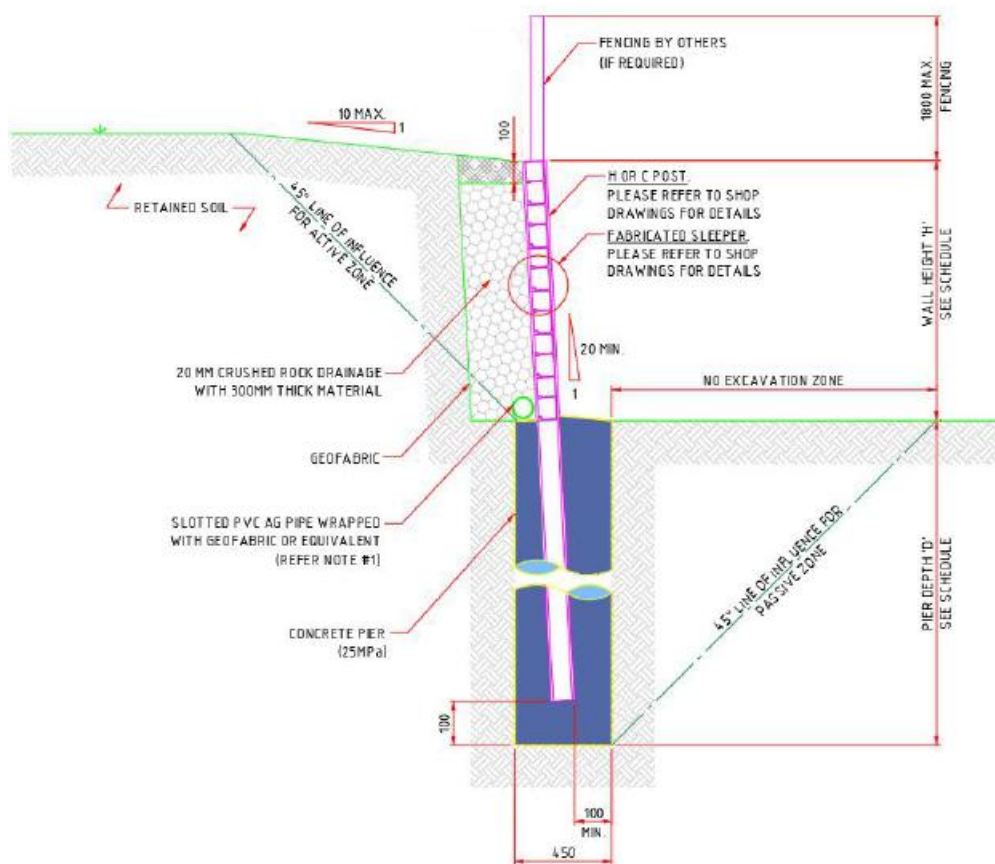 FENCING BY OTHERS
(IF REQUIRED)
1800 MAX.
FENCING
10 MAX.
1
100
RETAINED SOIL
45° LINE OF INFLUENCE
FOR ACTIVE ZONE
H OR C POST.
PLEASE REFER TO SHOP
DRAWINGS FOR DETAILS
FABRICATED SLEEPER.
PLEASE REFER TO SHOP
DRAWINGS FOR DETAILS
WALL HEIGHT 'H'
SEE SCHEDULE
20 MIN.
1
20 MM CRUSHED ROCK DRAINAGE
WITH 300MM THICK MATERIAL
NO EXCAVATION ZONE
GEOFABRIC
SLOTTED PVC AG PIPE WRAPPED
WITH GEOFABRIC OR EQUIVALENT
(REFER NOTE #1)
45° LINE OF INFLUENCE FOR
PASSIVE ZONE
PIER DEPTH 'D'
SEE SCHEDULE
CONCRETE PIER
(25MPa)
100
100
MIN.
450